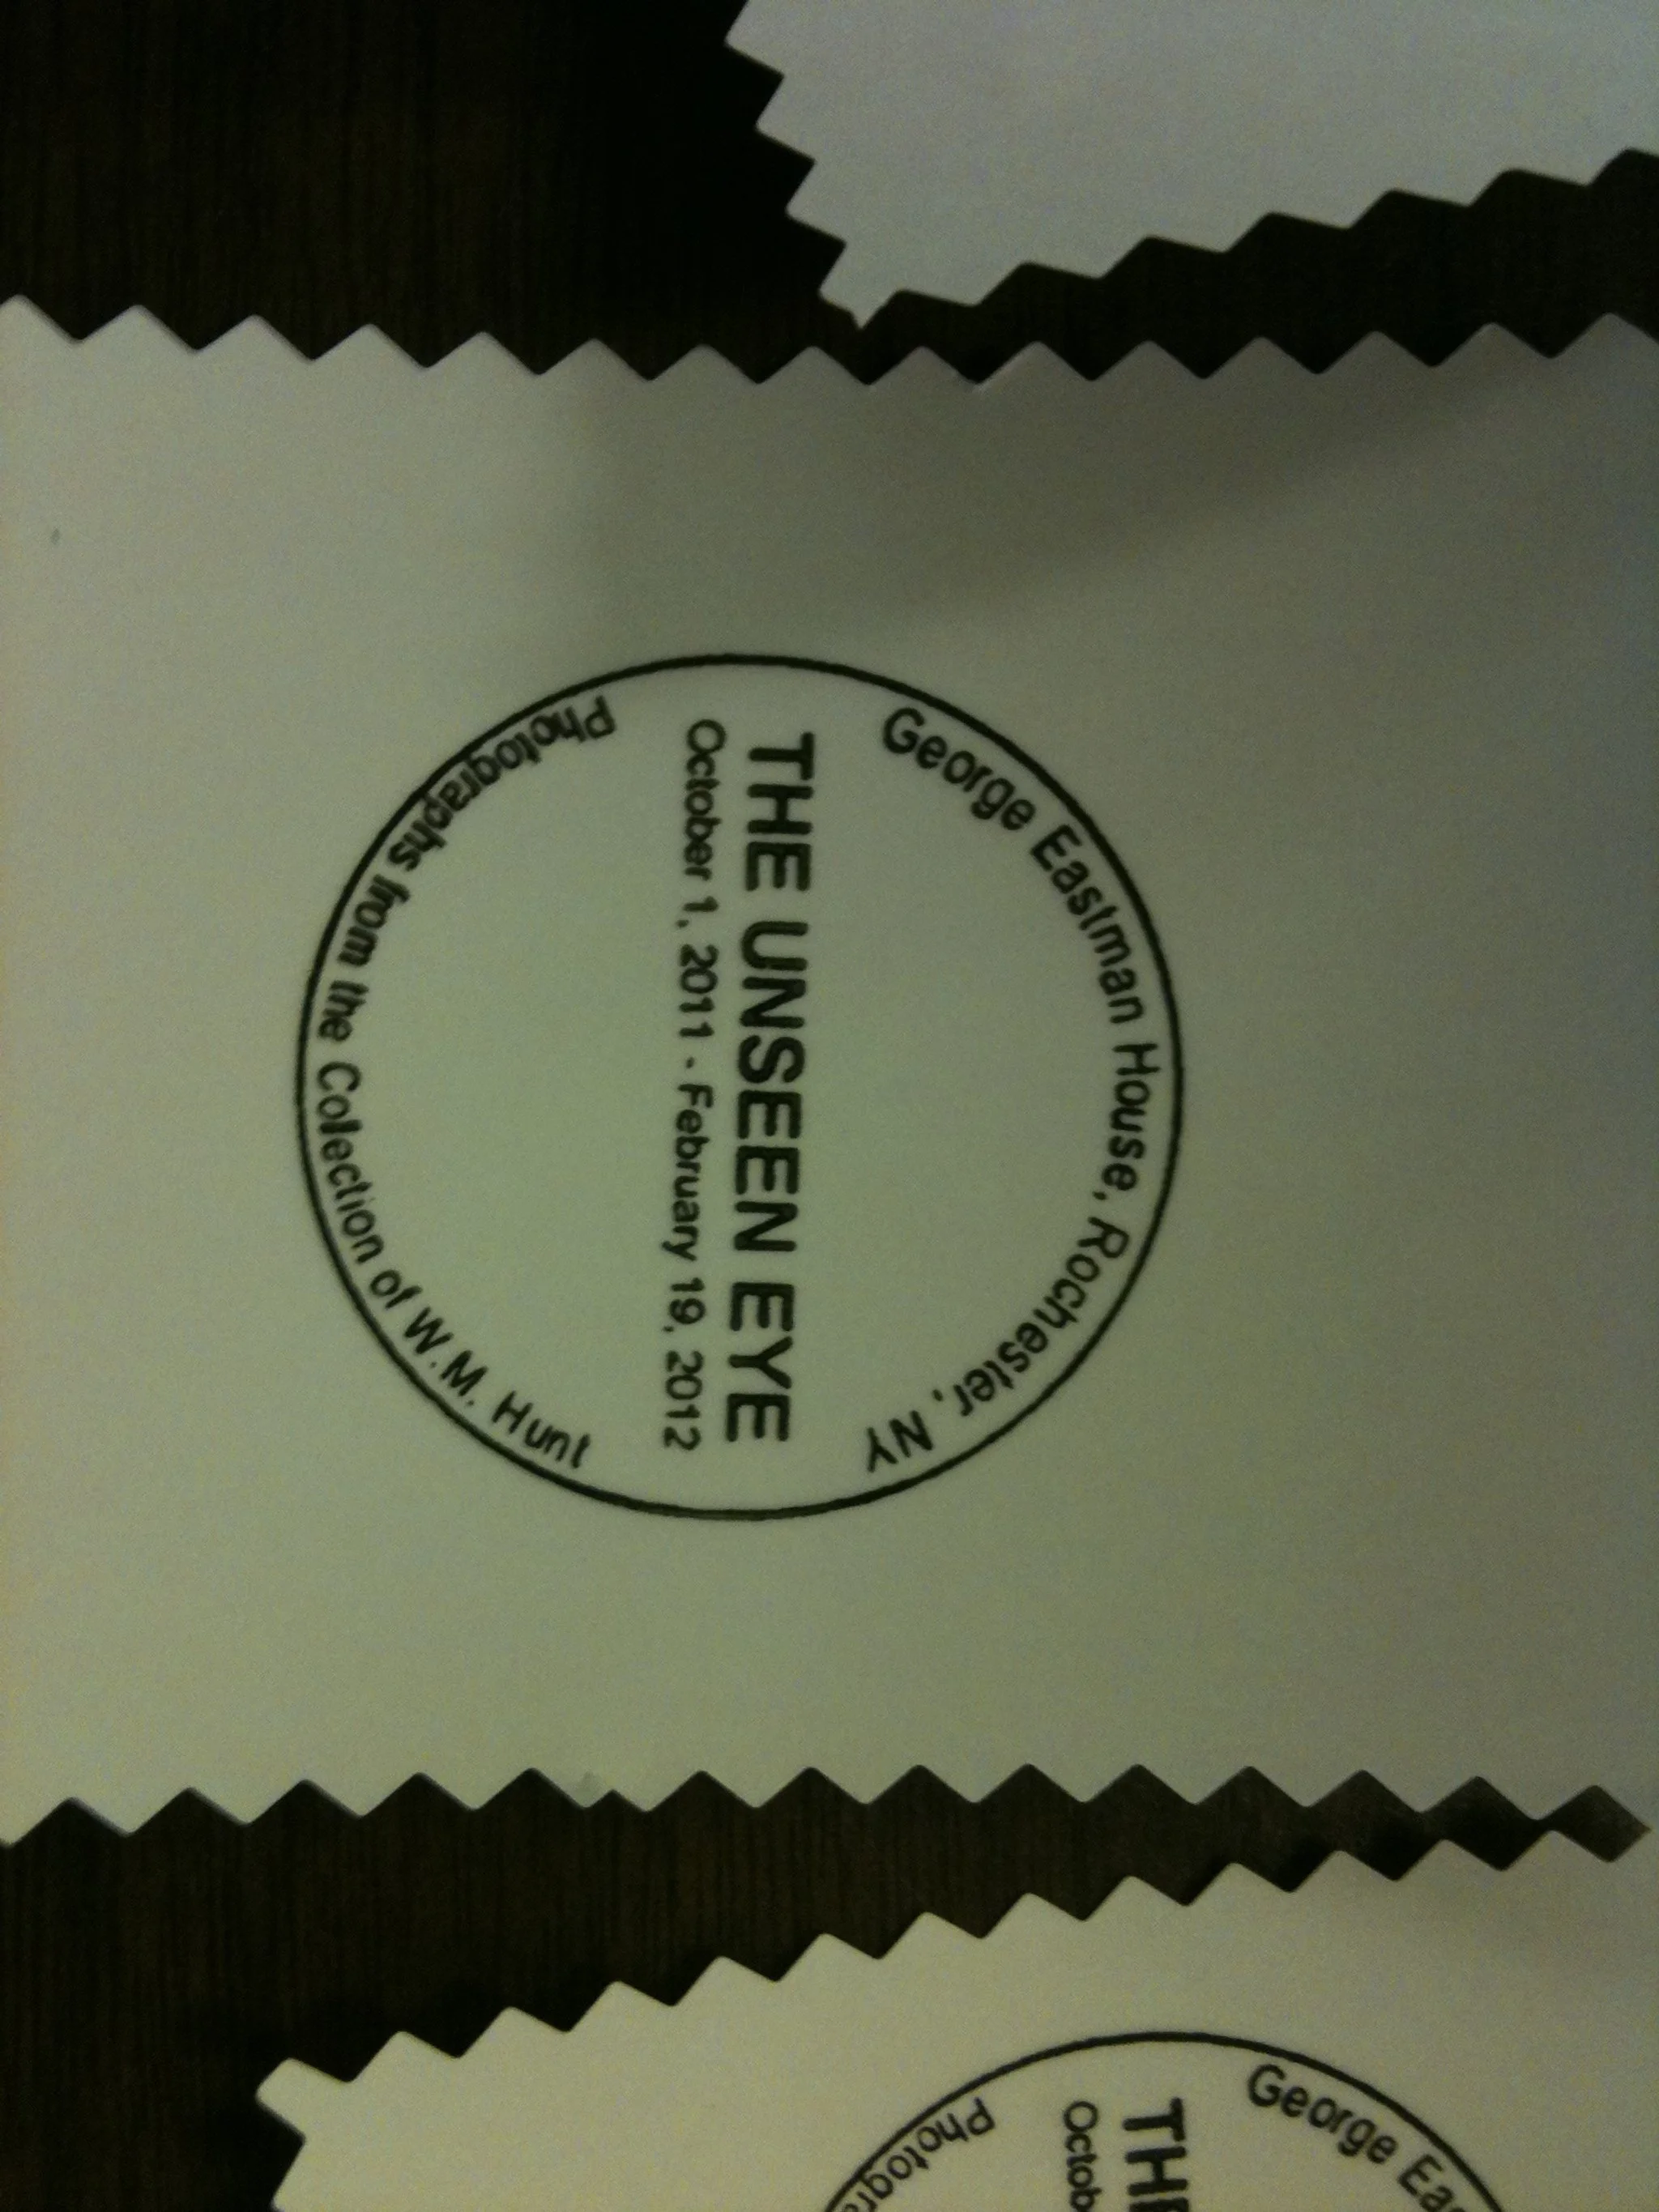 George Eastman House, Rochester, NY
THE UNSEEN EYE
October 1, 2011 - February 19, 2012
Photographs from the Colection of W.M. Hunt
George Eas
THE
Octob
Photogra